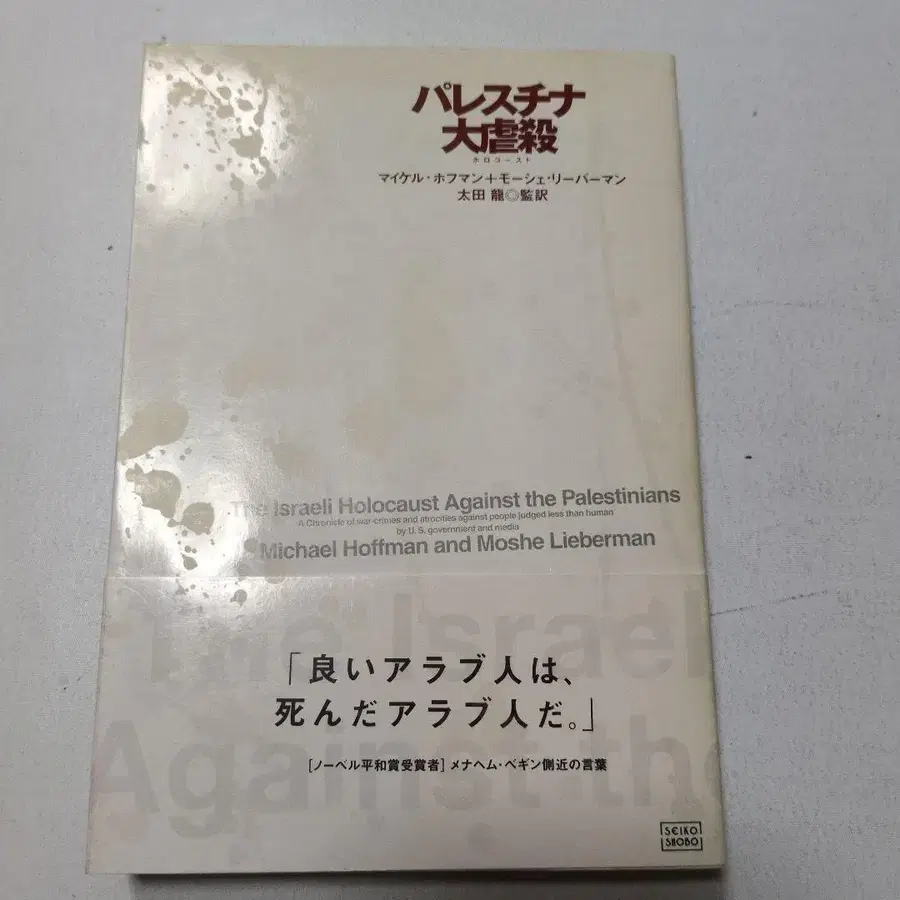 パレスチナ
大虐殺
ホロコースト
マイケル・ホフマン＋モーシェ・リーバーマン
太田 龍◎監訳
The Israeli Holocaust Against the Palestinians
A Chronicle of war-crimes and atrocities against people judged less than human
by U.S. government and media
Michael Hoffman and Moshe Lieberman
The Israeli
Against the
「良いアラブ人は、
死んだアラブ人だ。」
[ノーベル平和賞受賞者] メナヘム・ベギン側近の言葉
SEIKO
SHOBO